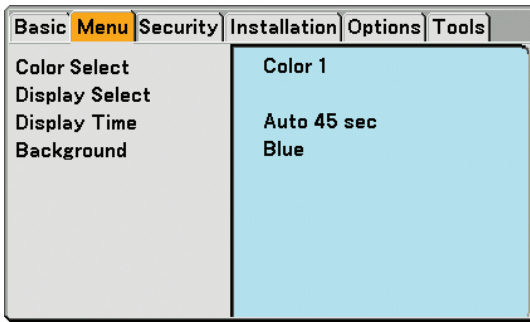 Basic Menu Security Installation Options Tools
Color Select Color 1
Display Select
Display Time Auto 45 sec
Background Blue